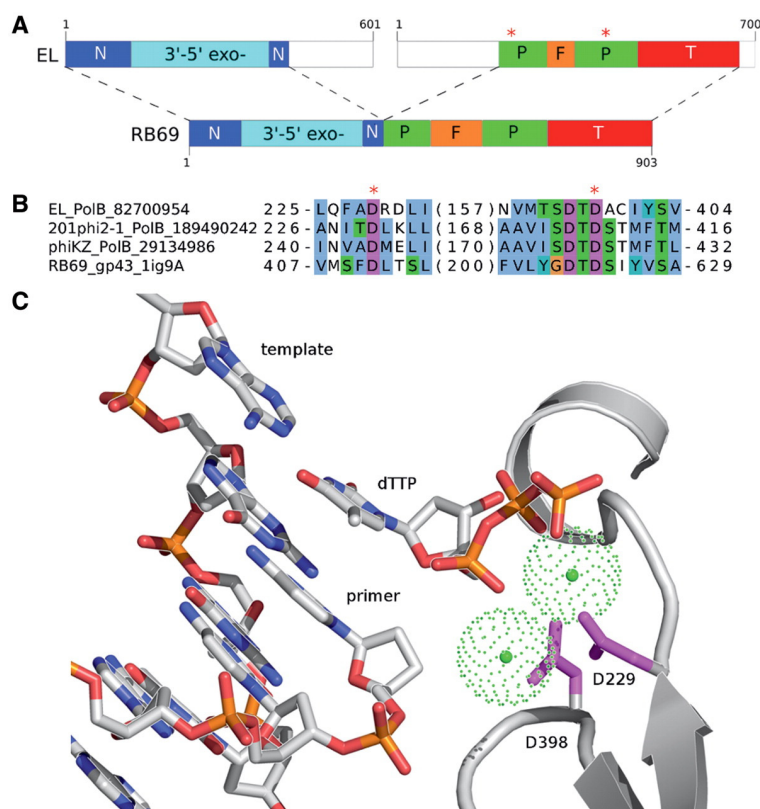 A
1 601 1 700
* *
EL N 3'-5' exo- N P F P T
RB69 N 3'-5' exo- N P F P T
1 903
B
* *
EL_PolB_82700954 225 - LQFADRDLI (157) NVMTSDTDACIYSV - 404
201phi2-1_PolB_189490242 226 - ANITDLKLL (168) AAVISDTDSTMFTM - 416
phiKZ_PolB_29134986 240 - INVADMELI (170) AAVISDTDSTMFTL - 432
RB69_gp43_1ig9A 407 - VMSFDLTSL (200) FVLYGDTDSIYVSA - 629
C
template
dTTP
primer
D229
D398